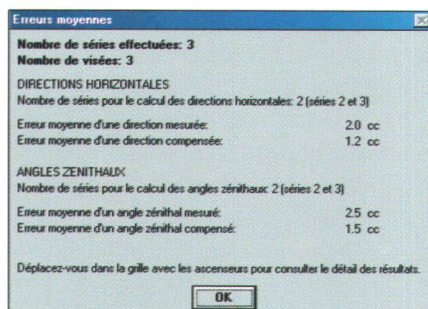 Erreurs moyennes
Nombre de séries effectuées: 3
Nombre de visées: 3
DIRECTIONS HORIZONTALES
Nombre de séries pour le calcul des directions horizontales: 2 (séries 2 et 3)
Erreur moyenne d'une direction mesurée: 2.0 cc
Erreur moyenne d'une direction compensée: 1.2 cc
ANGLES ZENITHAUX
Nombre de séries pour le calcul des angles zénithaux: 2 (séries 2 et 3)
Erreur moyenne d'un angle zénithal mesuré: 2.5 cc
Erreur moyenne d'un angle zénithal compensé: 1.5 cc
Déplacez-vous dans la grille avec les ascenseurs pour consulter le détail des résultats.
OK